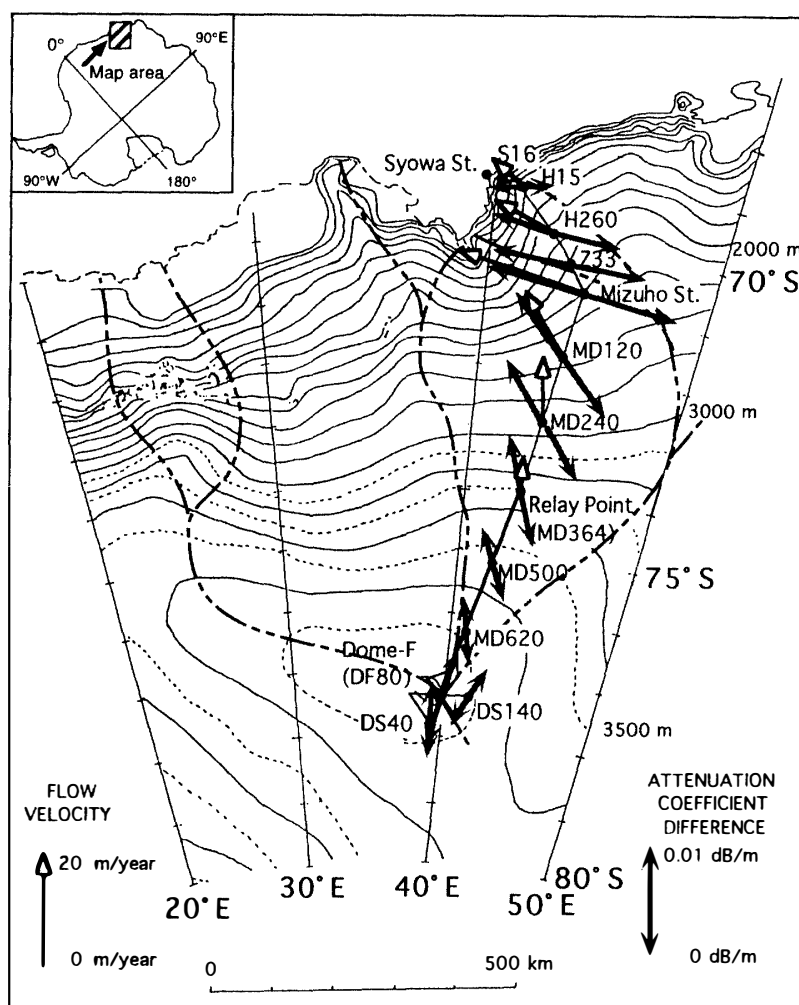 0°
90°E
Map area
90°W
180°
S16
Syowa St.
H15
H260
Z33
2000 m
70°S
Mizuho St.
MD120
3000 m
MD240
Relay Point
(MD364)
75°S
MD500
MD620
Dome-F
(DF80)
DS40
DS140
3500 m
FLOW
VELOCITY
20 m/year
0 m/year
ATTENUATION
COEFFICIENT
DIFFERENCE
0.01 dB/m
0 dB/m
20°E
30°E
40°E
50°E
80°S
0
500 km